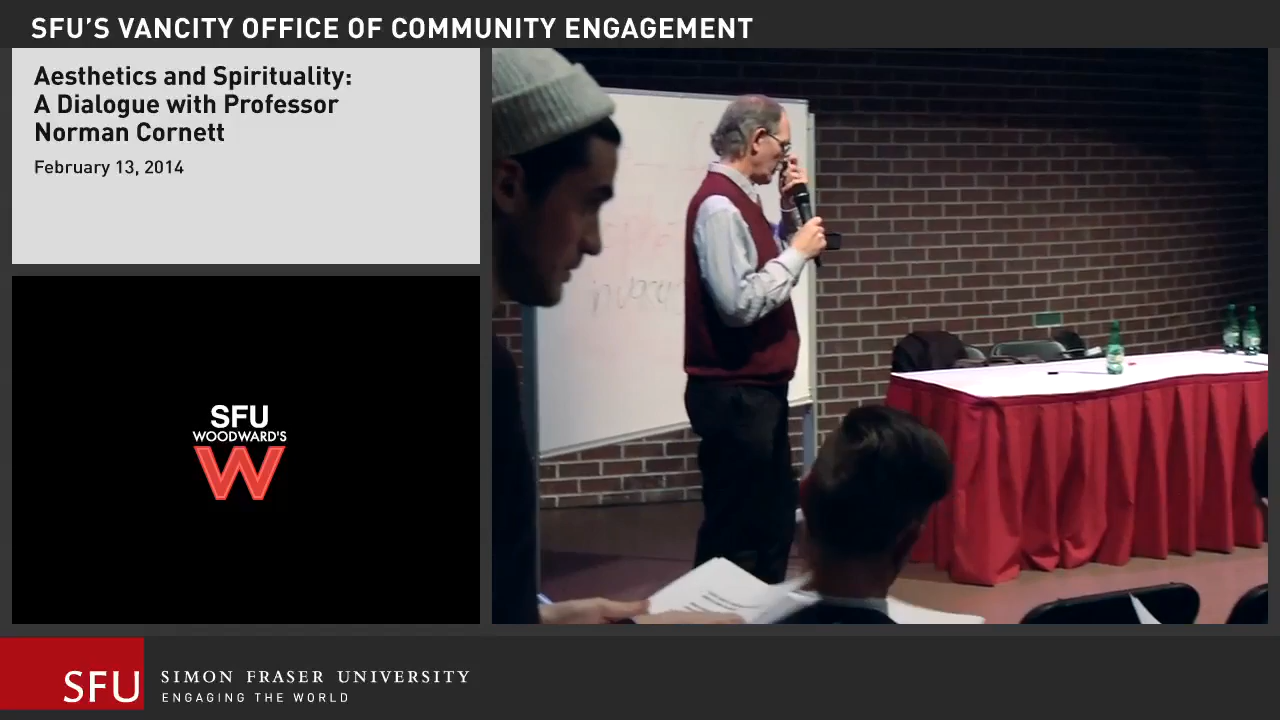 SFU'S VANCITY OFFICE OF COMMUNITY ENGAGEMENT
Aesthetics and Spirituality:
A Dialogue with Professor
Norman Cornett
February 13, 2014
SFU
WOODWARD'S
W
SFU
SIMON FRASER UNIVERSITY
ENGAGING THE WORLD